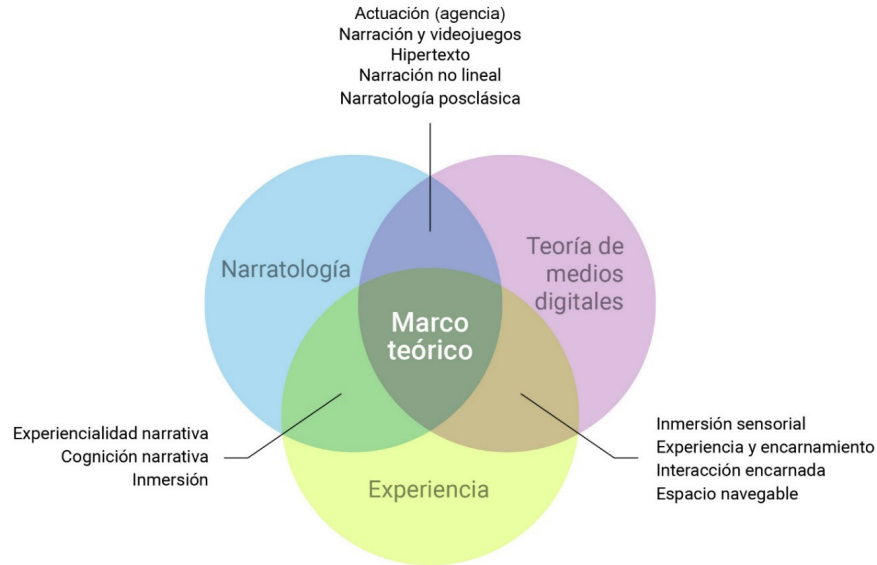 Actuación (agencia)
Narración y videojuegos
Hipertexto
Narración no lineal
Narratología posclásica
Narratología
Teoría de
medios
digitales
Marco
teórico
Experiencialidad narrativa
Cognición narrativa
Inmersión
Experiencia
Inmersión sensorial
Experiencia y encarnamiento
Interacción encarnada
Espacio navegable